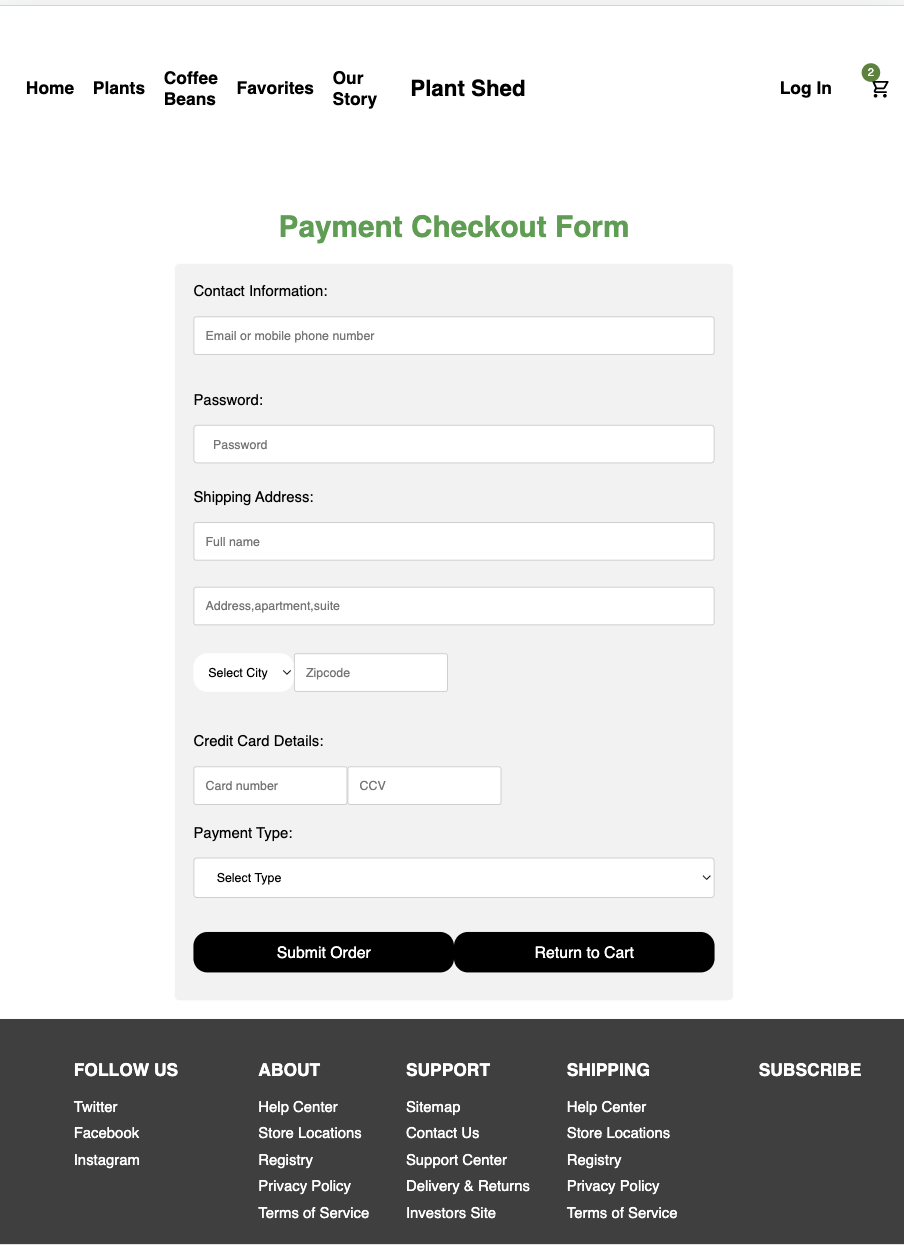 Home
Plants
Coffee
Beans
Favorites
Our
Story
Plant Shed
Log In
2
Payment Checkout Form
Contact Information:
Email or mobile phone number
Password:
Password
Shipping Address:
Full name
Address,apartment,suite
Select City
Zipcode
Credit Card Details:
Card number
CCV
Payment Type:
Select Type
Submit Order
Return to Cart
FOLLOW US
Twitter
Facebook
Instagram
ABOUT
Help Center
Store Locations
Registry
Privacy Policy
Terms of Service
SUPPORT
Sitemap
Contact Us
Support Center
Delivery & Returns
Investors Site
SHIPPING
Help Center
Store Locations
Registry
Privacy Policy
Terms of Service
SUBSCRIBE